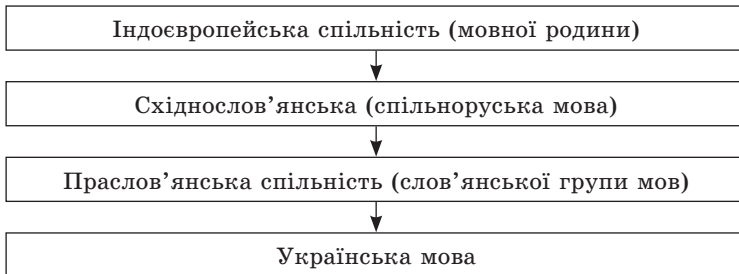 Індоєвропейська спільність (мовної родини)
Східнослов’янська (спільноруська мова)
Праслов’янська спільність (слов’янської групи мов)
Українська мова